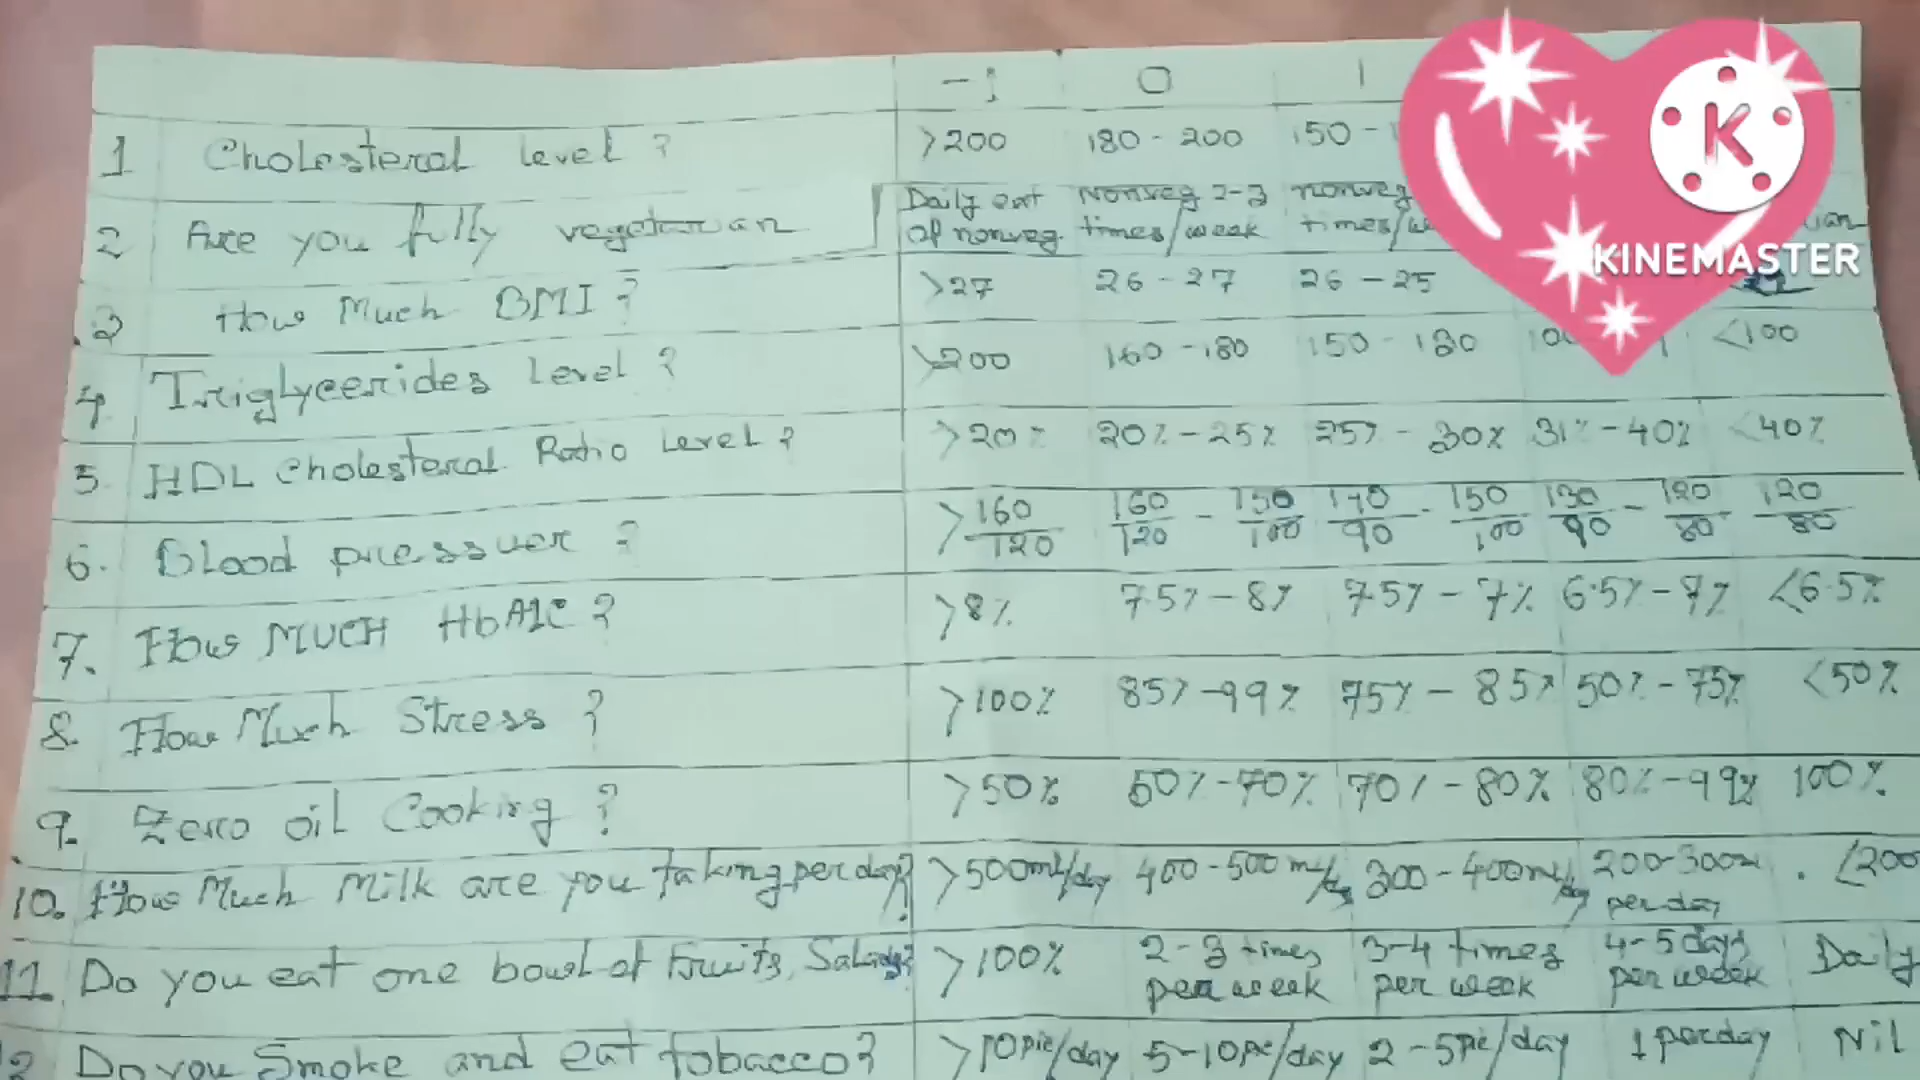 -1 0 1
1 Cholesterol level ? >200 180 - 200 150 -
2 Are you fully vegetarian Daily eat of nonveg. Nonveg 2-3 times/week nonveg times/
3 How Much BMI ? >27 26 - 27 26 - 25
4. Triglyceerides level ? >200 160 - 180 150 - 180 <100
5. HDL Cholesterol Ratio Level ? >20% 20% - 25% 25% - 30% 31% - 40% <40%
6. Blood pressuer ? >160/120 160/120 - 150/100 140/90 - 150/100 130/90 - 120/80 120/80
7. How MUCH HbA1C ? >8% 7.5% - 8% 7.5% - 7% 6.5% - 7% <6.5%
8. How Much Stress ? >100% 85% - 99% 75% - 85% 50% - 75% <50%
9. Zero oil Cooking ? >50% 50% - 70% 70% - 80% 80% - 99% 100%
10. How Much Milk are you taking per day? >500ml/day 400 - 500 ml/day 300 - 400ml/day 200-300 per day <200
11. Do you eat one bowl of Fruits, Salads? >100% 2-3 times per week 3-4 times per week 4-5 days per week Daily
Do you Smoke and eat tobacco? >10pic/day 5-10pc/day 2-5pic/day 1 per day Nil
K
KINEMASTER